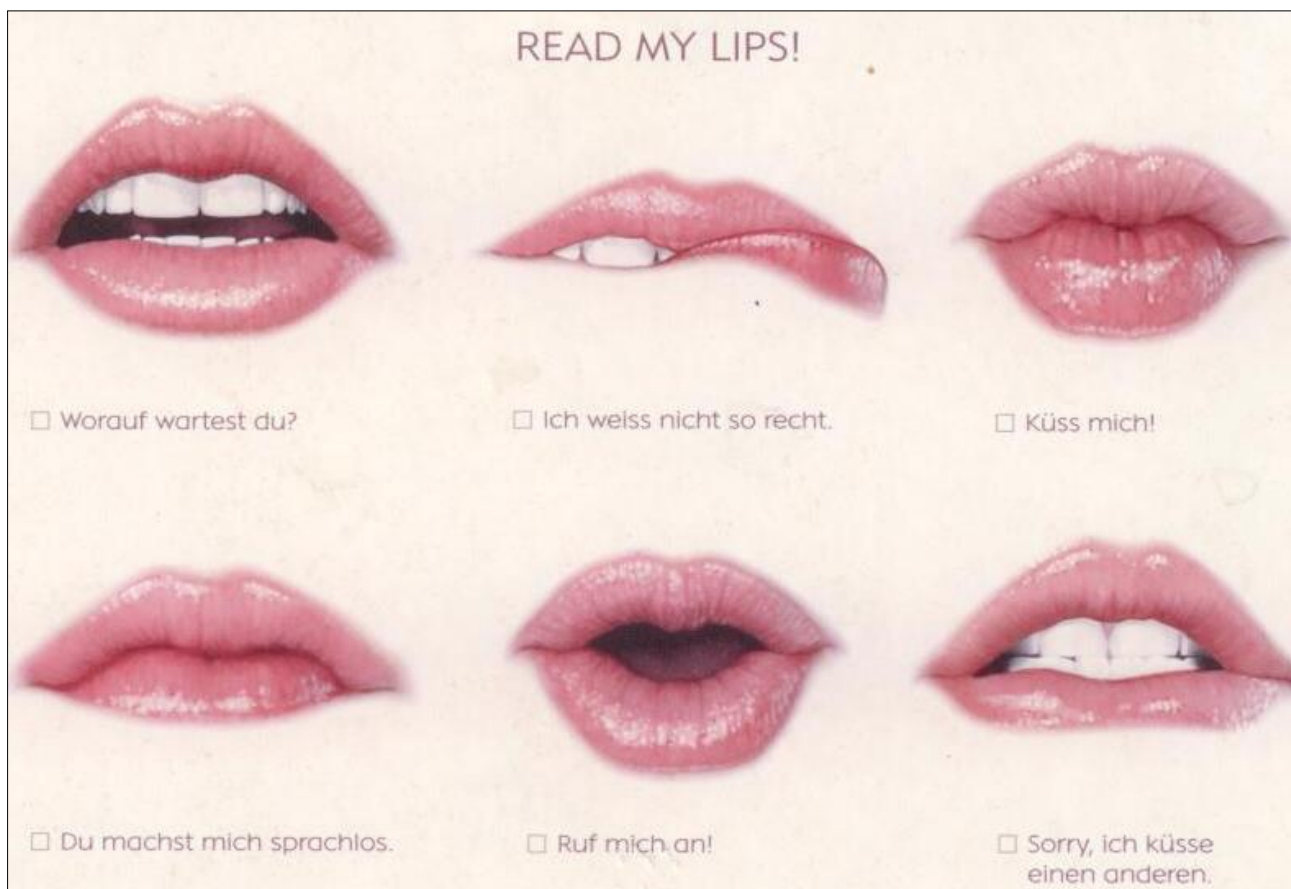 READ MY LIPS!
Worauf wartest du?
Ich weiss nicht so recht.
Küss mich!
Du machst mich sprachlos.
Ruf mich an!
Sorry, ich küsse
einen anderen.